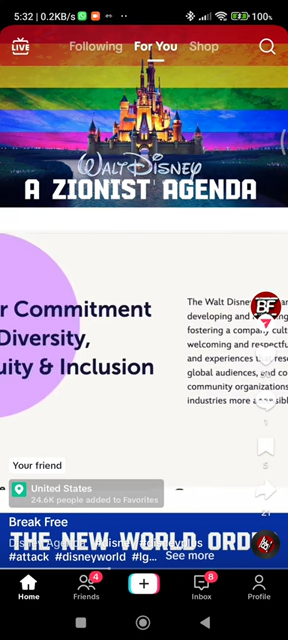 5:32 | 0.2KB/s
100%
LIVE
Following For You Shop
WALT DISNEY
A ZIONIST AGENDA
r Commitment
Diversity,
uity & Inclusion
The Walt Disney
developing and
fostering a company
welcoming and
and experiences
global audiences, and
community organizations
industries more
BF
Your friend
United States
24.6K people added to Favorites
Break Free
THE NEW WORLD ORD
#attack #disneyworld #lg... See more
5
21
4
8
Home
Friends
Inbox
Profile